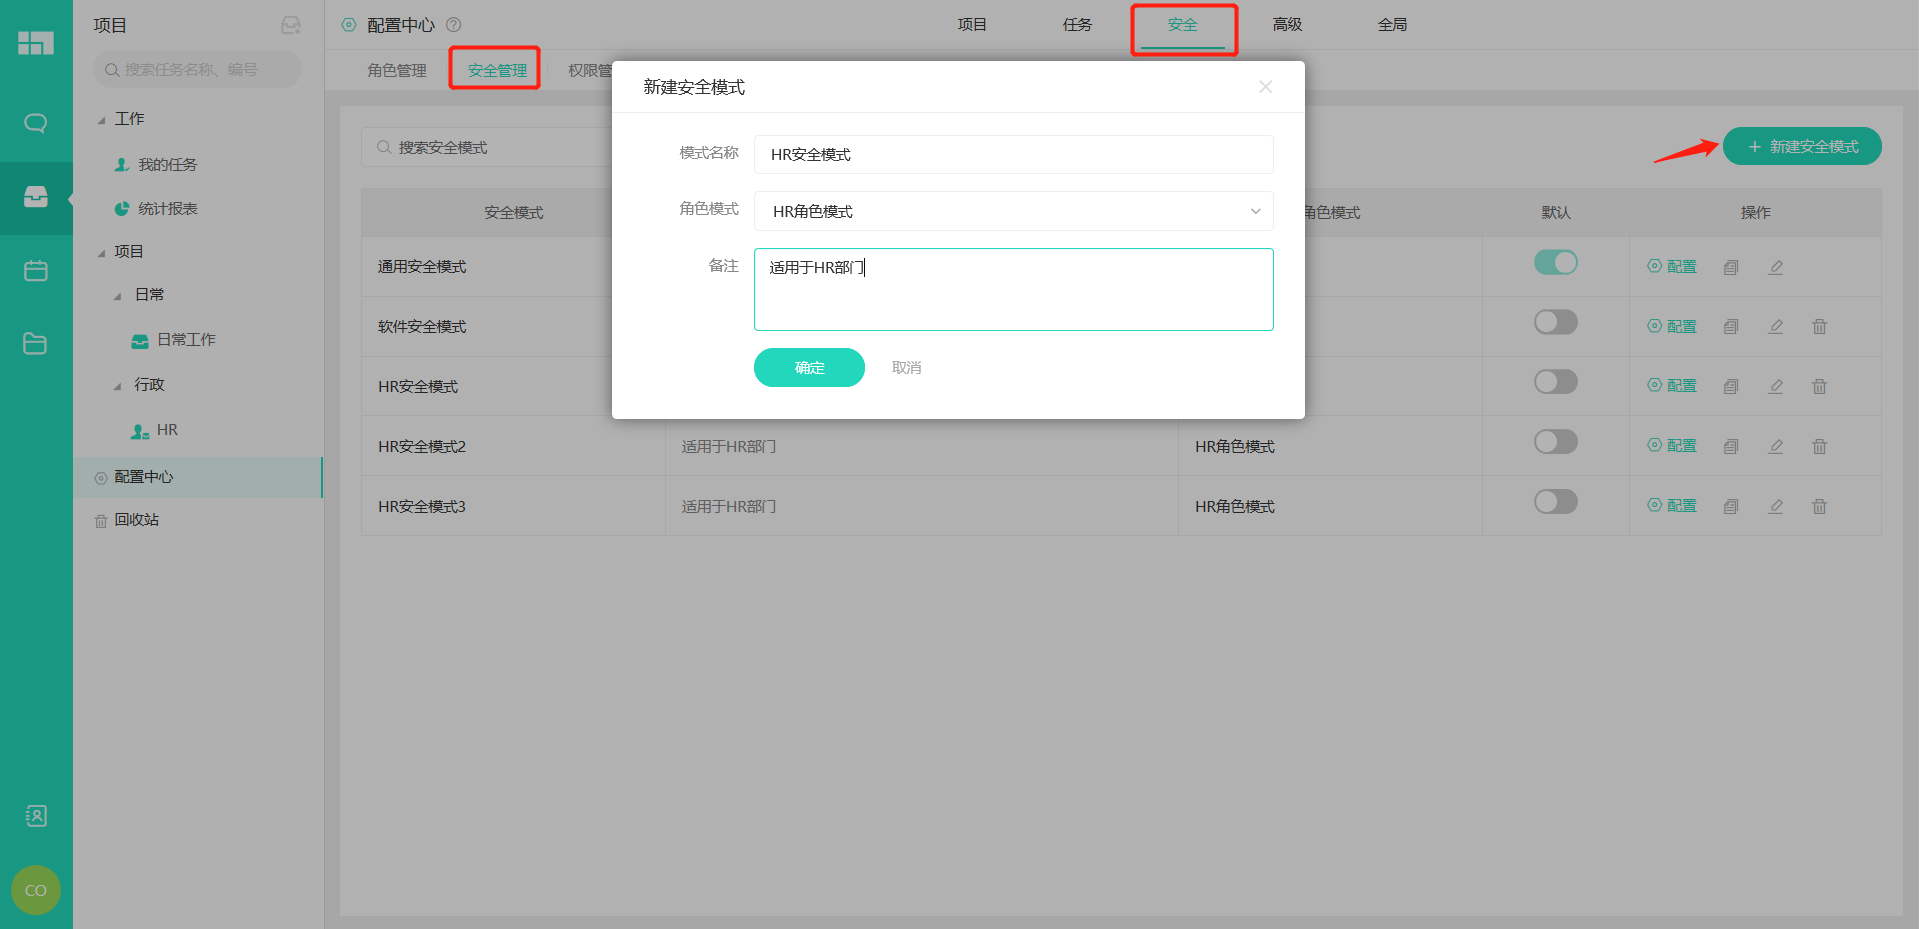 项目
搜索任务名称、编号
工作
我的任务
统计报表
项目
日常
日常工作
行政
HR
配置中心
回收站
CO
配置中心
项目 任务 安全 高级 全局
角色管理 安全管理 权限管
搜索安全模式
+ 新建安全模式
安全模式 角色模式 默认 操作
通用安全模式 配置
软件安全模式 配置
HR安全模式 配置
HR安全模式2 适用于HR部门 HR角色模式 配置
HR安全模式3 适用于HR部门 HR角色模式 配置
新建安全模式
模式名称 HR安全模式
角色模式 HR角色模式
备注 适用于HR部门
确定 取消